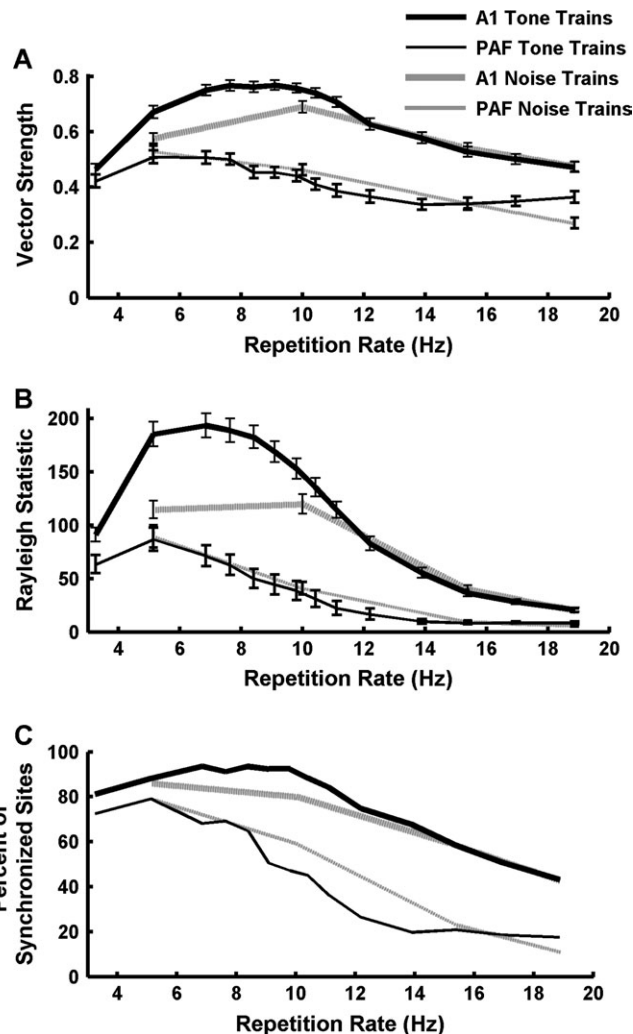 A1 Tone Trains
PAF Tone Trains
A1 Noise Trains
PAF Noise Trains
A
0.8
0.6
0.4
0.2
0
Vector Strength
4 6 8 10 12 14 16 18 20
Repetition Rate (Hz)
B
200
150
100
50
0
Rayleigh Statistic
4 6 8 10 12 14 16 18 20
Repetition Rate (Hz)
C
100
80
60
40
20
0
Percent of
Synchronized Sites
4 6 8 10 12 14 16 18 20
Repetition Rate (Hz)